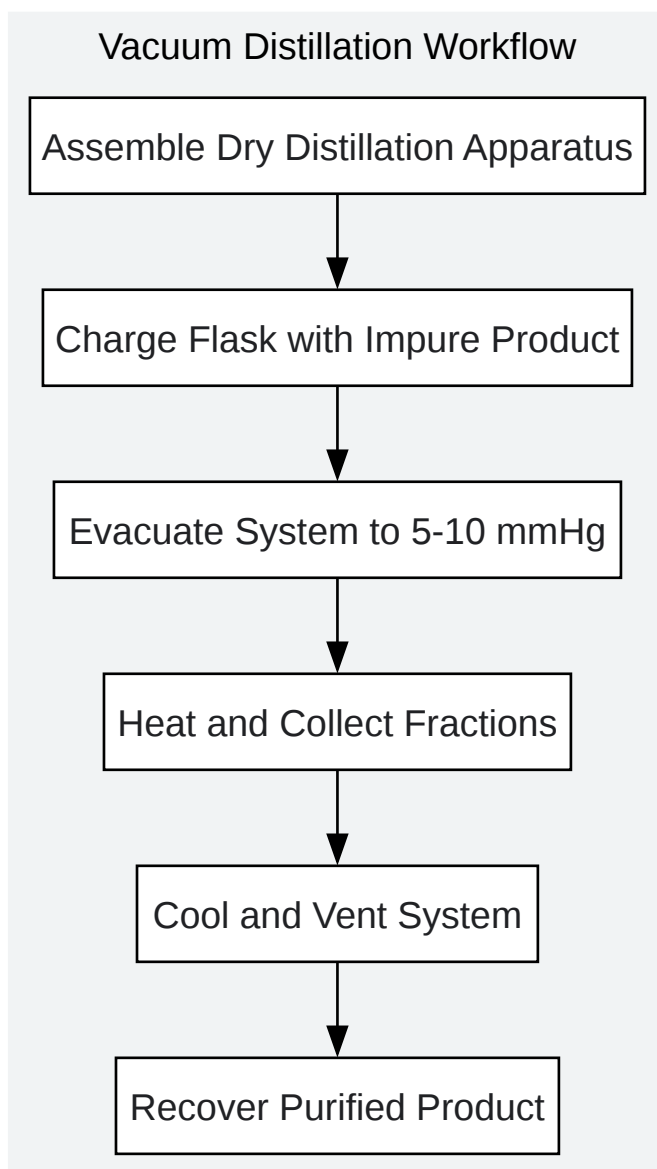 Vacuum Distillation Workflow
Assemble Dry Distillation Apparatus
Charge Flask with Impure Product
Evacuate System to 5-10 mmHg
Heat and Collect Fractions
Cool and Vent System
Recover Purified Product